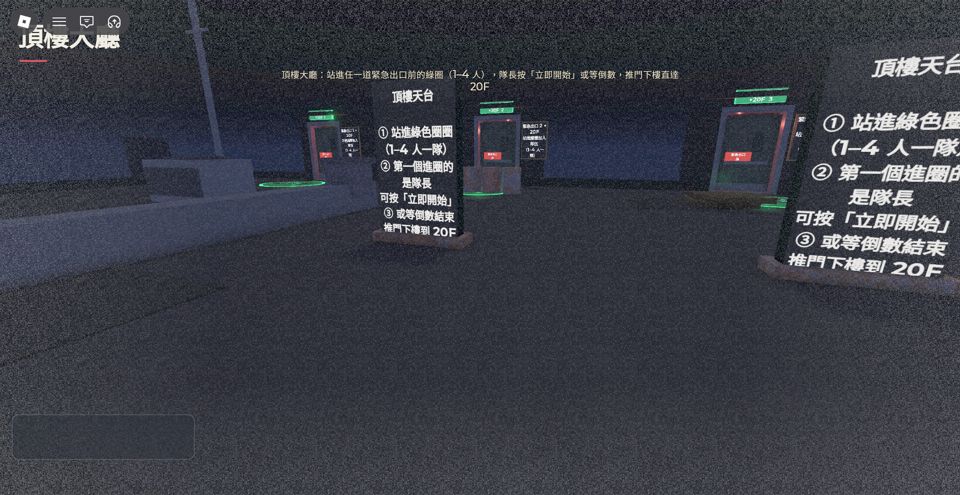 頂樓大廳
頂樓大廳：站進任一道緊急出口前的綠圈（1–4 人），隊長按「立即開始」或等倒數，推門下樓直達
20F
頂樓天台
① 站進綠色圈圈
（1–4 人一隊）
② 第一個進圈的
是隊長
可按「立即開始」
③ 或等倒數結束
推門下樓到 20F
頂樓天台
① 站進綠色圈
（1–4 人一隊）
② 第一個進圈的
是隊長
可按「立即開始」
③ 或等倒數結束
推門下樓到 20F